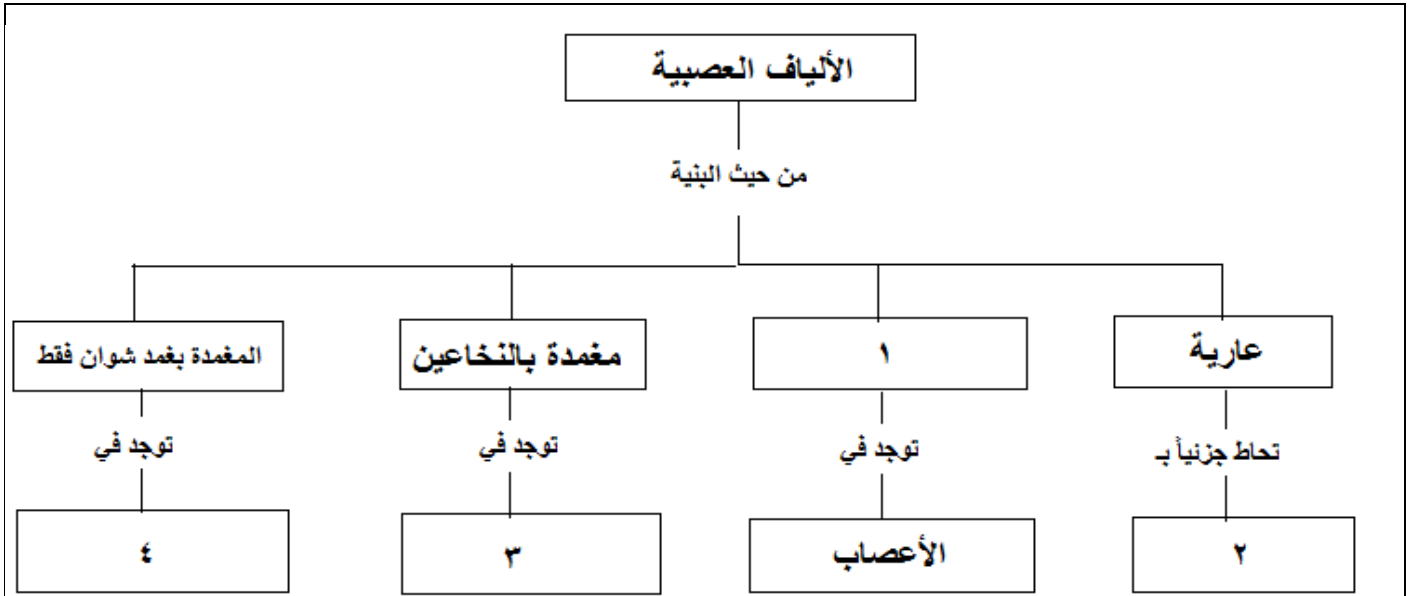 الألياف العصبية
من حيث البنية
عارية
١
مغمدة بالنخاعين
المغمدة بغمد شوان فقط
تحاط جزئياً بـ
توجد في
توجد في
توجد في
٢
الأعصاب
٣
٤